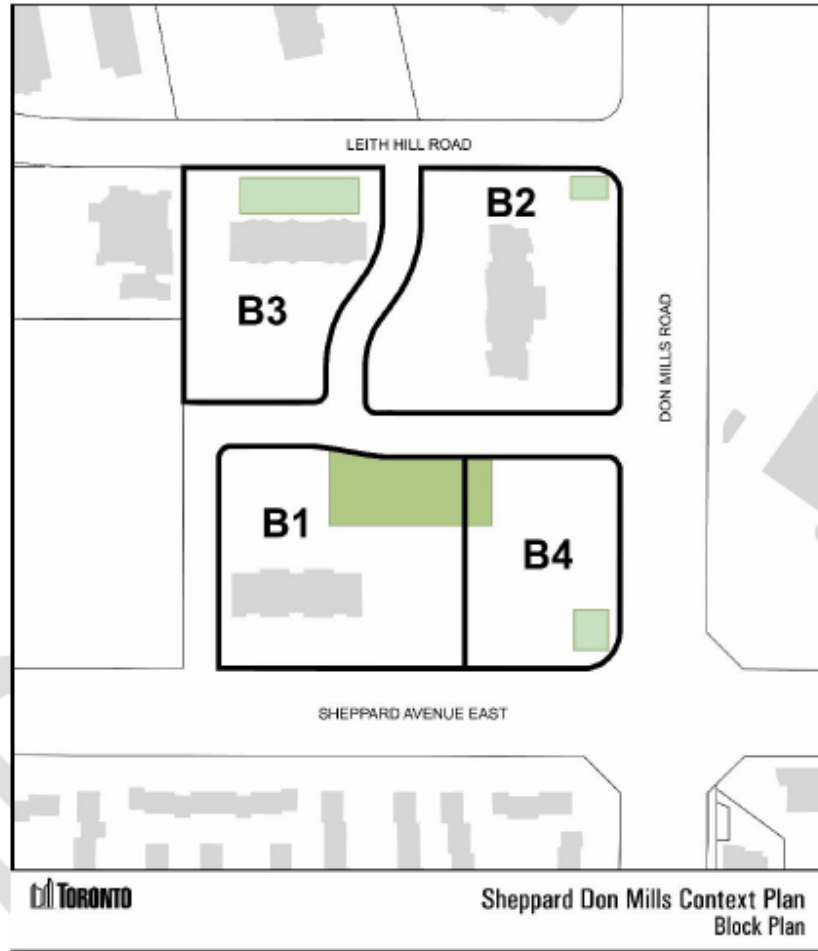 LEITH HILL ROAD
B2
B3
DON MILLS ROAD
B1
B4
SHEPPARD AVENUE EAST
TORONTO
Sheppard Don Mills Context Plan
Block Plan